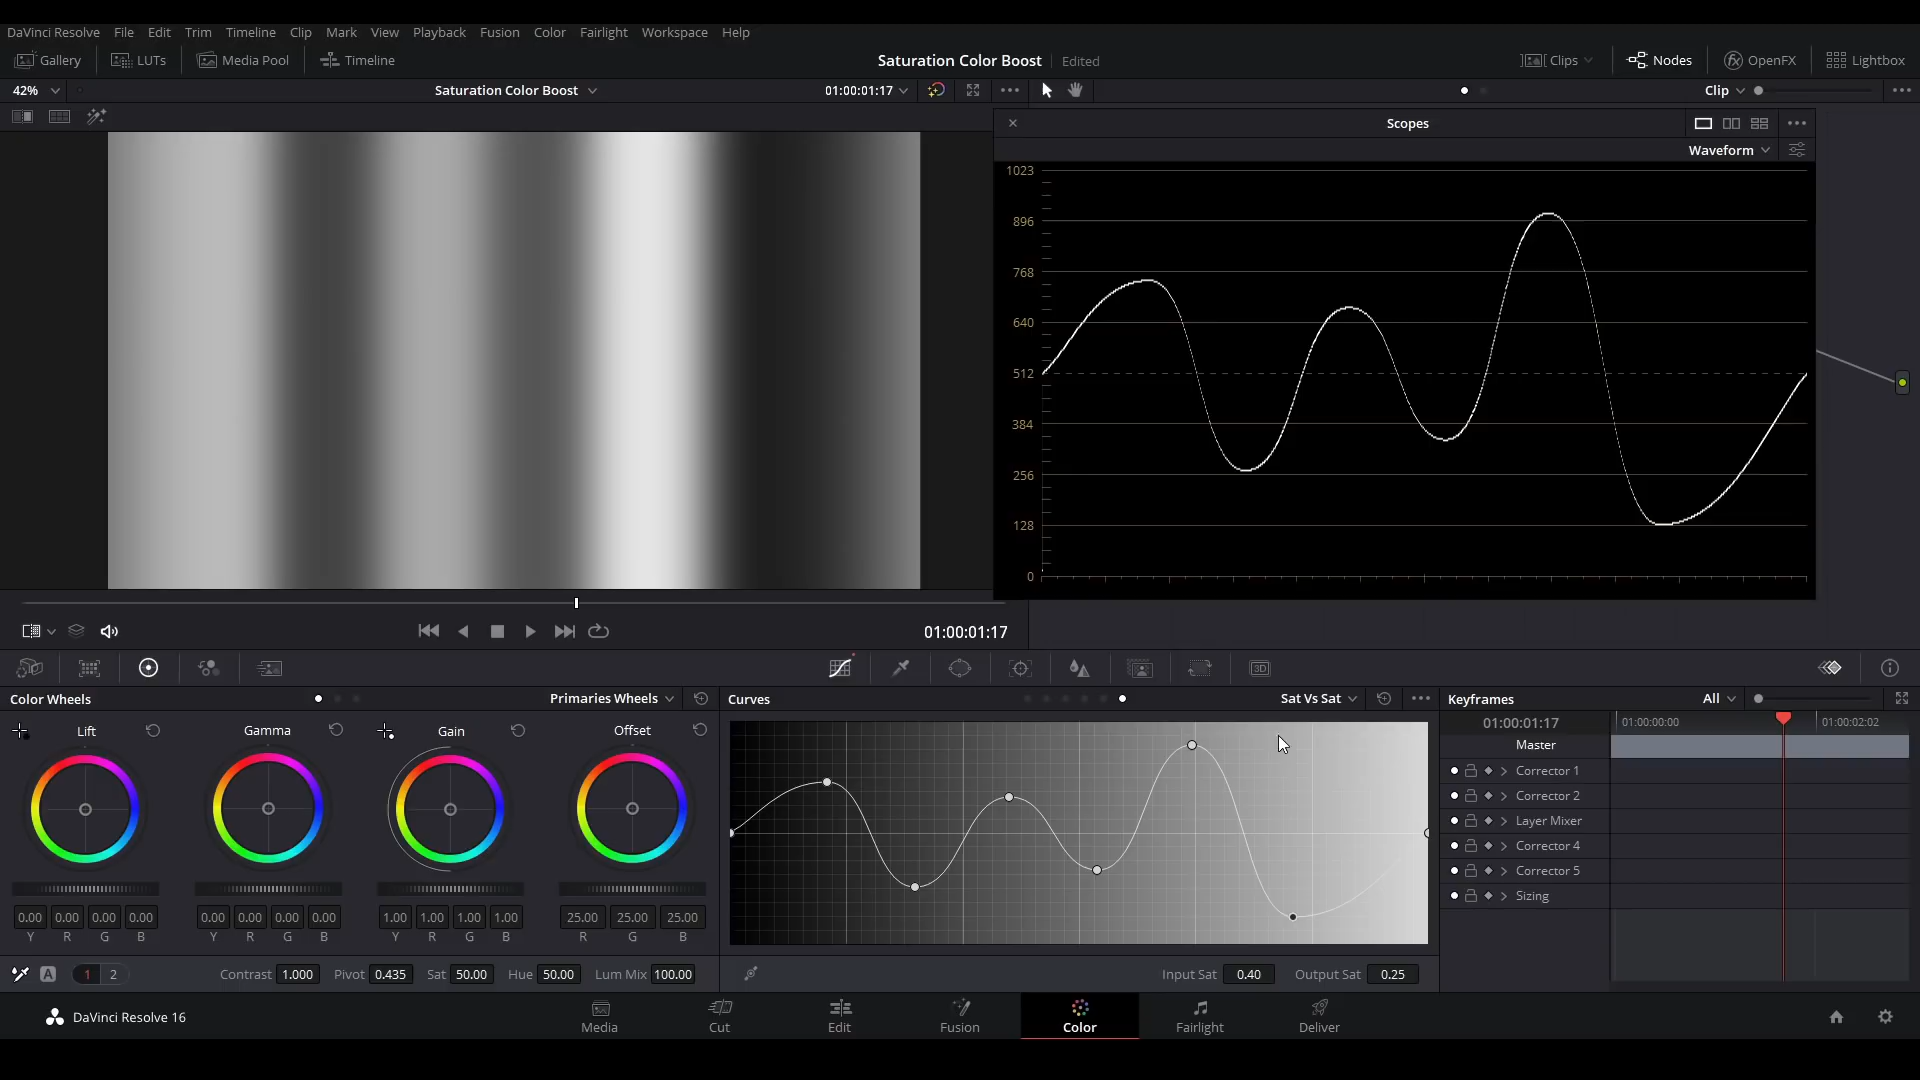 DaVinci Resolve File Edit Trim Timeline Clip Mark View Playback Fusion Color Fairlight Workspace Help
Gallery LUTs Media Pool Timeline Saturation Color Boost Edited Clips Nodes OpenFX Lightbox
42% Saturation Color Boost 01:00:01:17 Clip
Scopes
Waveform
1023
896
768
640
512
384
256
128
0
01:00:01:17
3D
Color Wheels Primaries Wheels Curves Sat Vs Sat Keyframes All
01:00:01:17 01:00:00:00 01:00:02:02
Lift Gamma Gain Offset
Master
Corrector 1
Corrector 2
Layer Mixer
Corrector 4
Corrector 5
Sizing
0.00 0.00 0.00 0.00 0.00 0.00 0.00 0.00 1.00 1.00 1.00 1.00 25.00 25.00 25.00
Y R G B Y R G B Y R G B R G B
A 1 2 Contrast 1.000 Pivot 0.435 Sat 50.00 Hue 50.00 Lum Mix 100.00 Input Sat 0.40 Output Sat 0.25
DaVinci Resolve 16 Media Cut Edit Fusion Color Fairlight Deliver